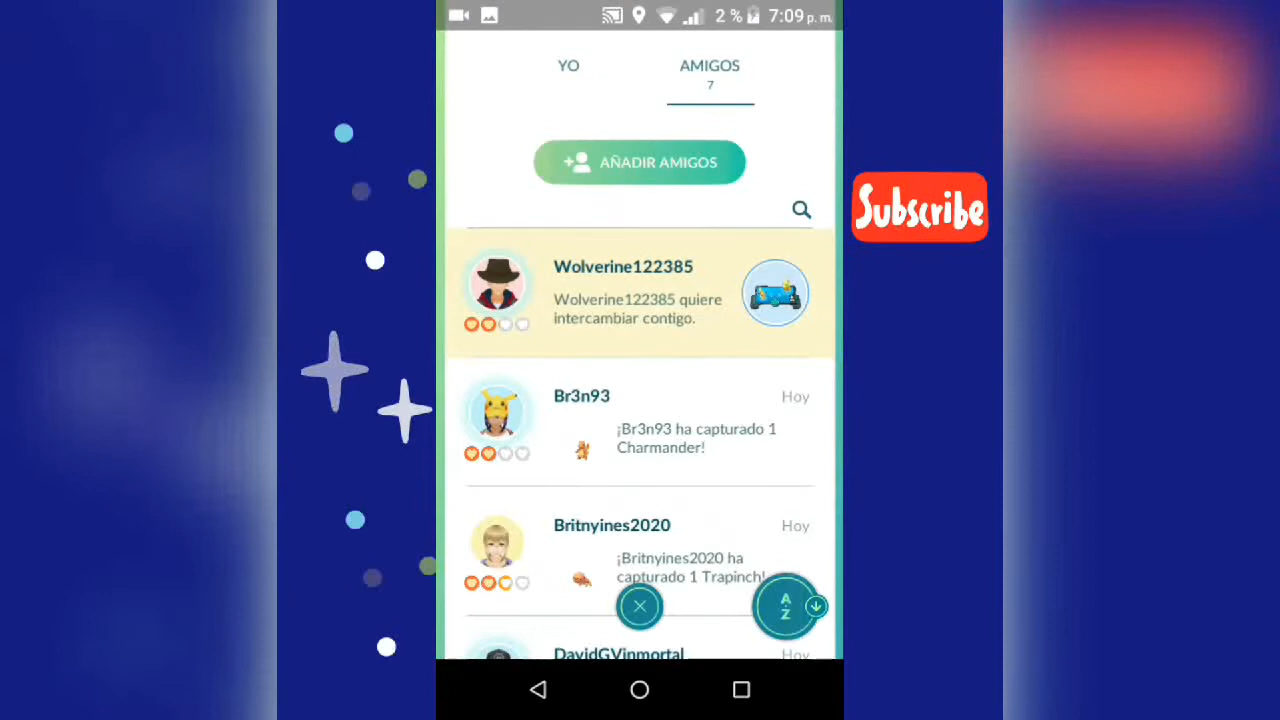 2 % 7:09 p. m.
YO
AMIGOS
7
AÑADIR AMIGOS
Subscribe
Wolverine122385
Wolverine122385 quiere
intercambiar contigo.
Br3n93
Hoy
¡Br3n93 ha capturado 1
Charmander!
Britnyines2020
Hoy
¡Britnyines2020 ha
capturado 1 Trapinch!
A
Z
DavidGVinmortal
Hoy